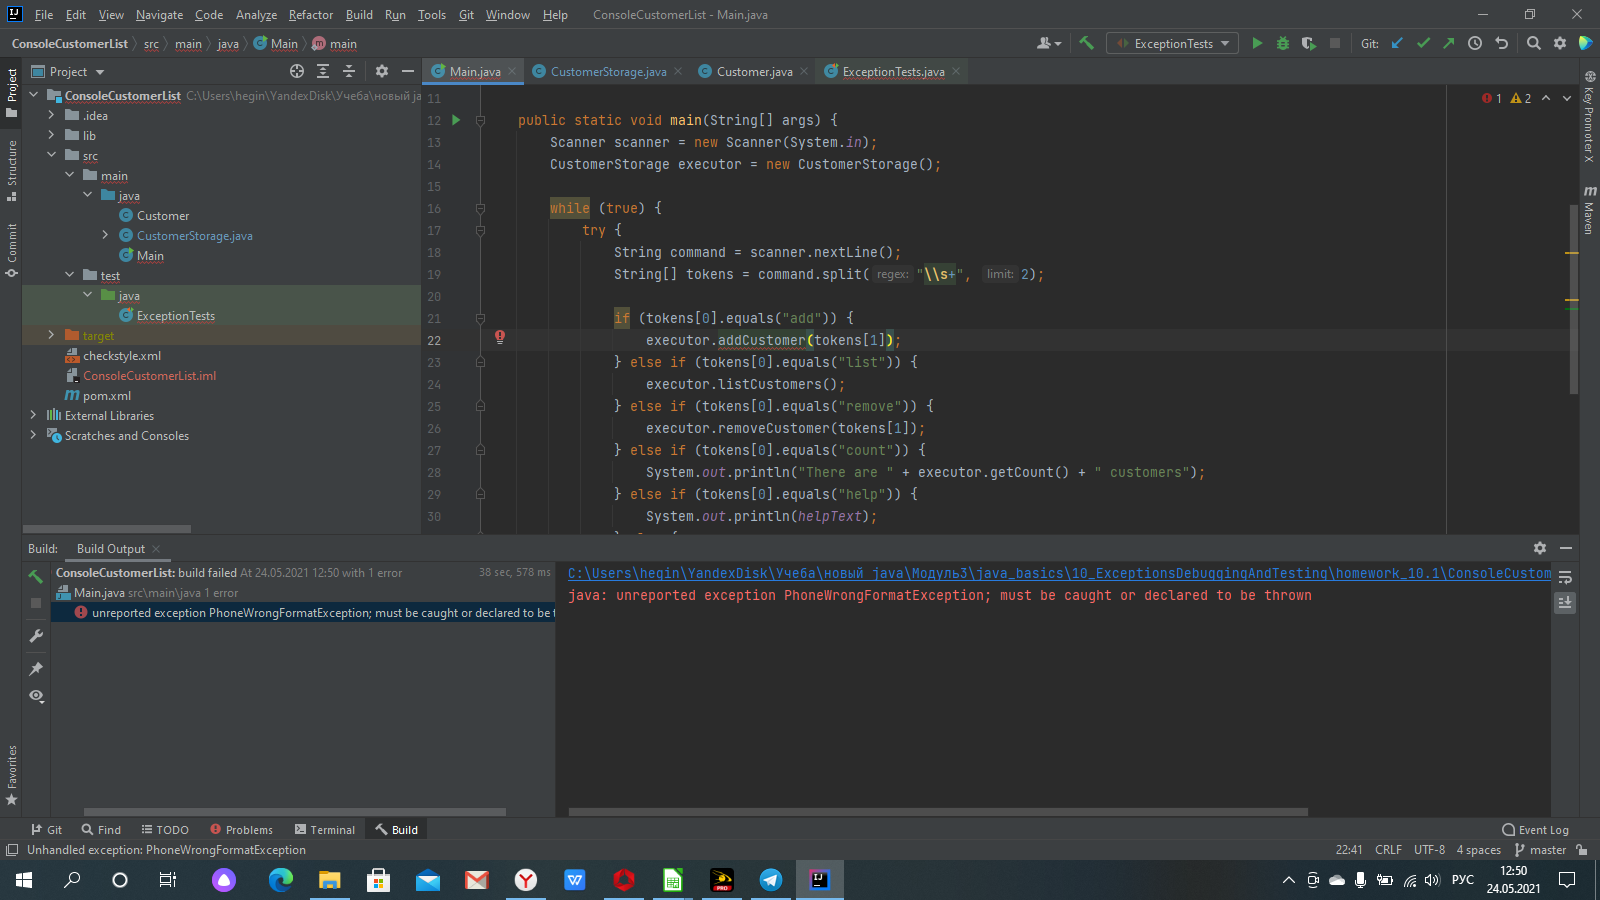 File Edit View Navigate Code Analyze Refactor Build Run Tools Git Window Help ConsoleCustomerList - Main.java
ConsoleCustomerList src main java Main main
ExceptionTests
Git:
Project
Main.java
CustomerStorage.java
Customer.java
ExceptionTests.java
Project
Structure
Commit
Favorites
ConsoleCustomerList C:\Users\hegin\YandexDisk\Учеба\новый ja
.idea
lib
src
main
java
Customer
CustomerStorage.java
Main
test
java
ExceptionTests
target
checkstyle.xml
ConsoleCustomerList.iml
pom.xml
External Libraries
Scratches and Consoles
1 2
11
12 public static void main(String[] args) {
13 Scanner scanner = new Scanner(System.in);
14 CustomerStorage executor = new CustomerStorage();
15
16 while (true) {
17 try {
18 String command = scanner.nextLine();
19 String[] tokens = command.split( regex: "\\s+", limit: 2);
20
21 if (tokens[0].equals("add")) {
22 executor.addCustomer(tokens[1]);
23 } else if (tokens[0].equals("list")) {
24 executor.listCustomers();
25 } else if (tokens[0].equals("remove")) {
26 executor.removeCustomer(tokens[1]);
27 } else if (tokens[0].equals("count")) {
28 System.out.println("There are " + executor.getCount() + " customers");
29 } else if (tokens[0].equals("help")) {
30 System.out.println(helpText);
Key Promoter X
Maven
Build: Build Output
ConsoleCustomerList: build failed At 24.05.2021 12:50 with 1 error 38 sec, 578 ms
Main.java src\main\java 1 error
unreported exception PhoneWrongFormatException; must be caught or declared to be t
C:\Users\hegin\YandexDisk\Учеба\новый java\Модуль3\java_basics\10_ExceptionsDebuggingAndTesting\homework_10.1\ConsoleCustom
java: unreported exception PhoneWrongFormatException; must be caught or declared to be thrown
Git Find TODO Problems Terminal Build Event Log
Unhandled exception: PhoneWrongFormatException 22:41 CRLF UTF-8 4 spaces master
РУС
12:50
24.05.2021